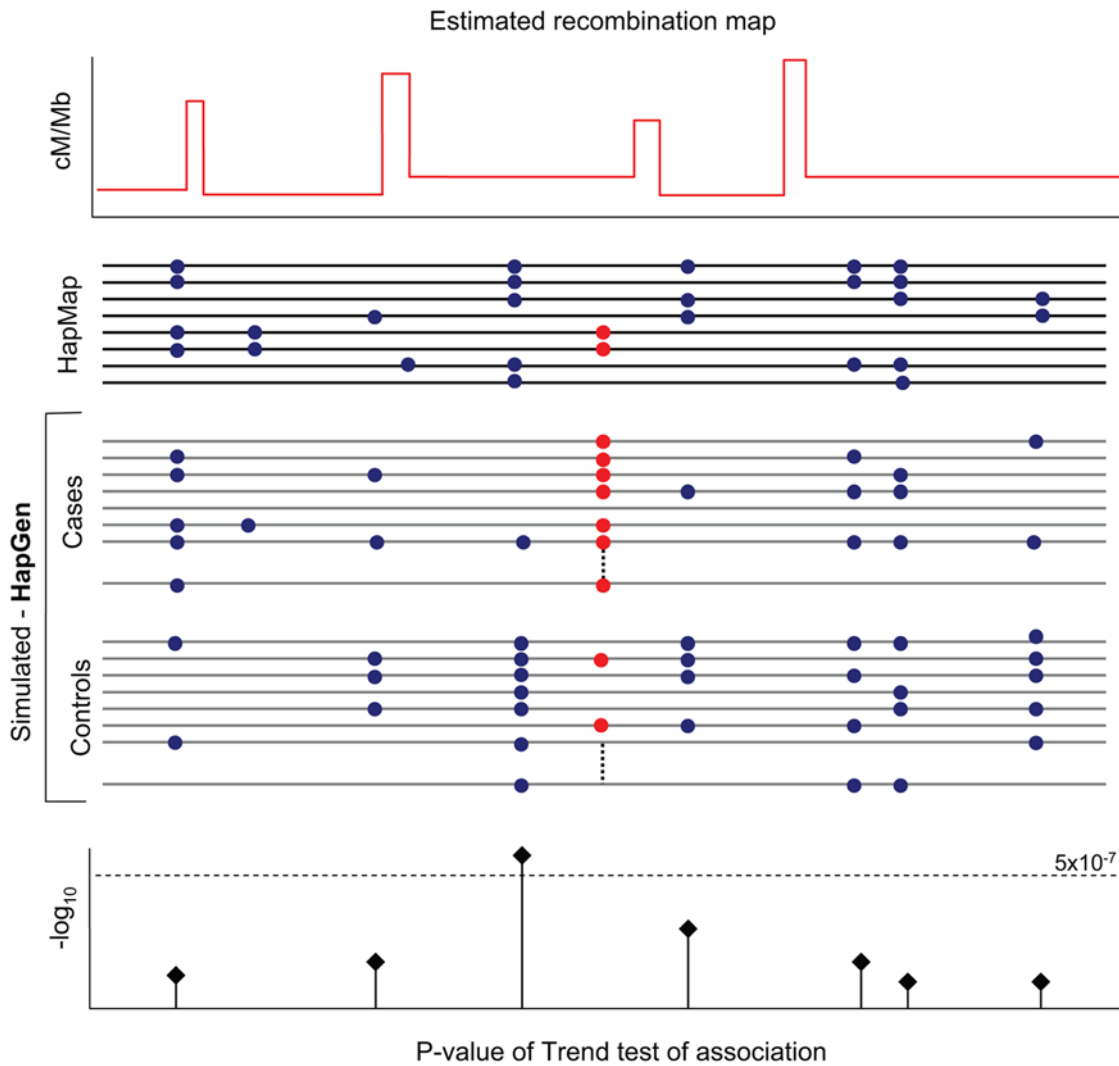 Estimated recombination map
cM/Mb
HapMap
Simulated - HapGen
Cases
Controls
5x10⁻⁷
-log₁₀
P-value of Trend test of association